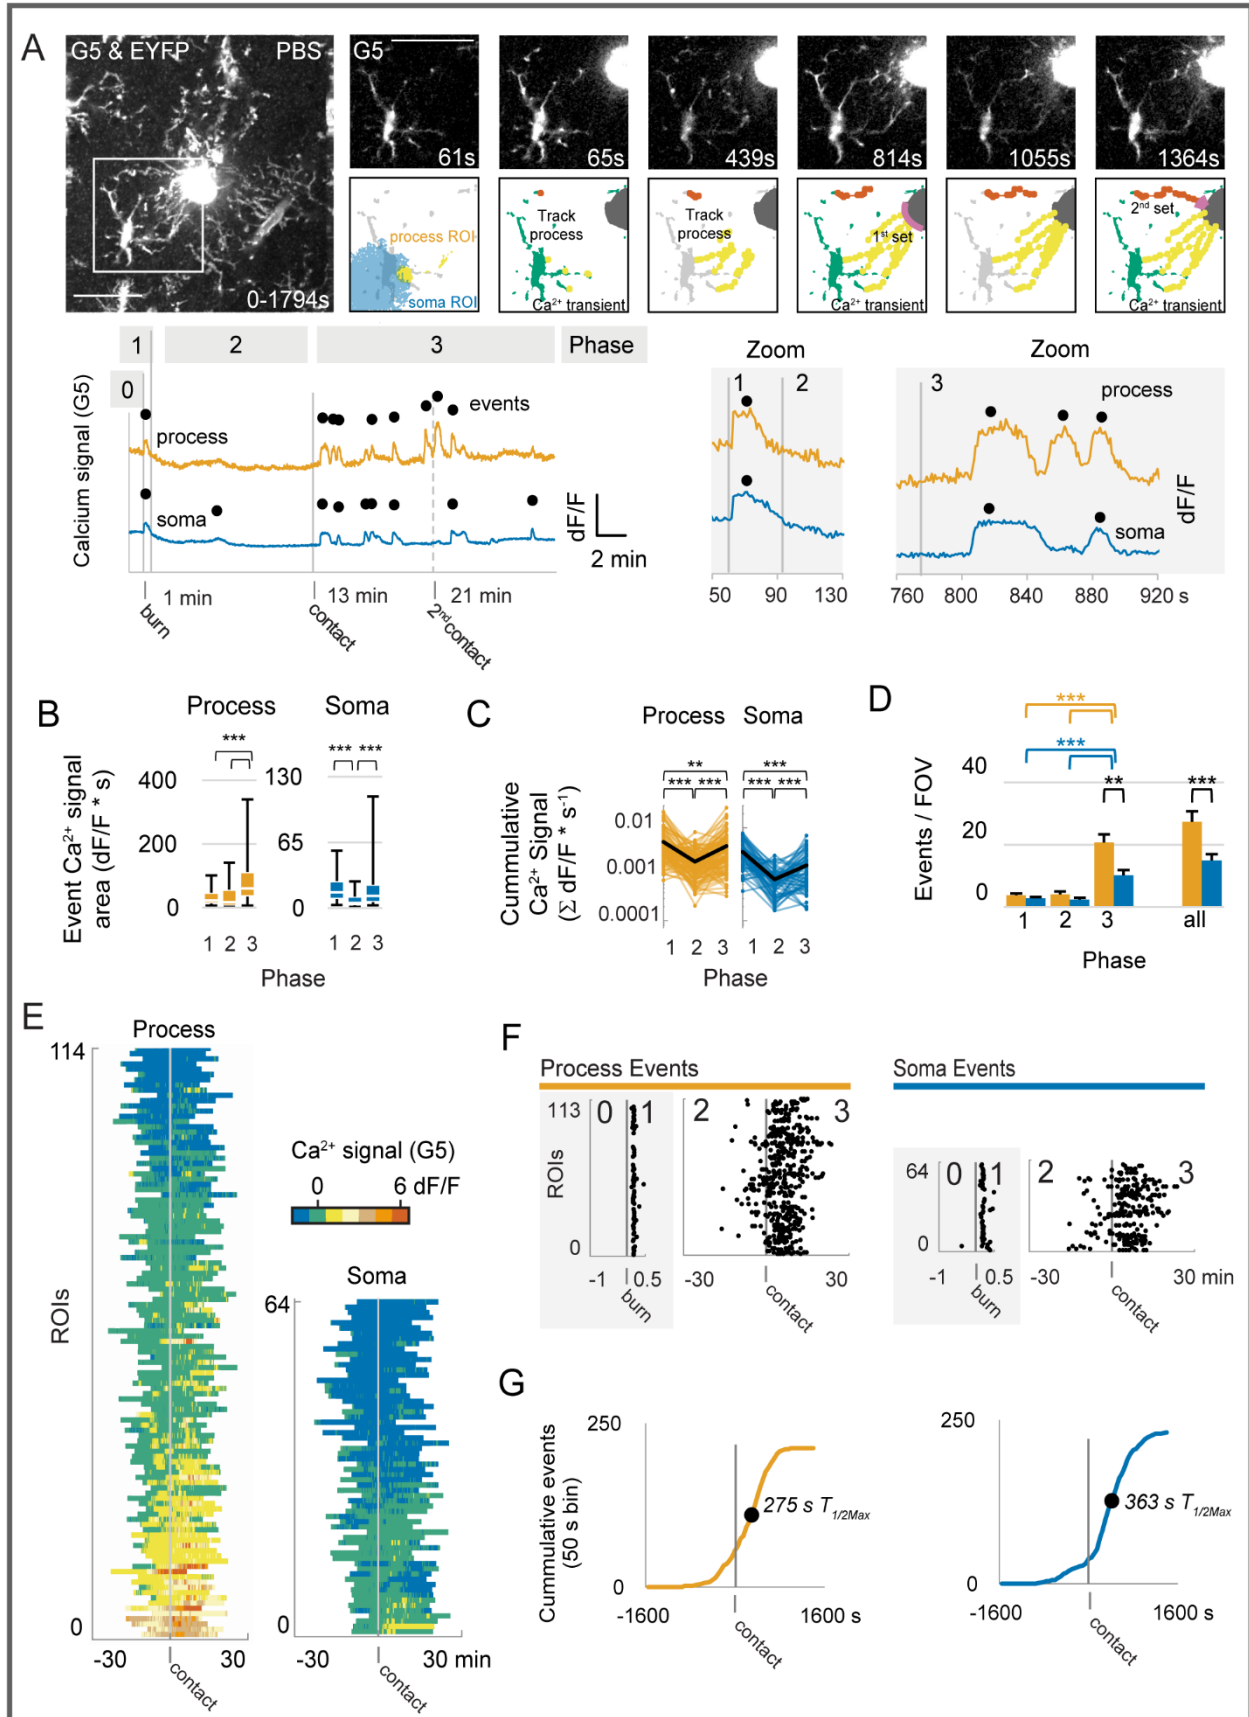 A
G5 & EYFP PBS
0-1794s
G5
61s
65s
439s
814s
1055s
1364s
process ROI
soma ROI
Track process
Ca²⁺ transient
Track process
1st set
Ca²⁺ transient
2nd set
Ca²⁺ transient
1 2 3 Phase
0
Calcium signal (G5)
process
events
soma
dF/F
2 min
1 min
13 min
21 min
burn
contact
2nd contact
Zoom
1 2
50 90 130
Zoom
3
process
soma
dF/F
760 800 840 880 920 s
B
Process Soma
Event Ca²⁺ signal
area (dF/F * s)
400
200
0
***
130
65
0
*** ***
1 2 3 1 2 3
Phase
C
Process Soma
Cummulative
Ca²⁺ Signal
(Σ dF/F * s⁻¹)
0.01
0.001
0.0001
**
*** ***
***
*** ***
1 2 3 1 2 3
Phase
D
***
***
** ***
Events / FOV
40
20
0
1 2 3 all
Phase
E
Process
114
ROIs
0
-30 30
contact
Ca²⁺ signal (G5)
0 6 dF/F
Soma
64
0
-30 30 min
contact
F
Process Events
113
ROIs
0
0 1
2 3
-1 0.5
burn
-30 30
contact
Soma Events
64
0
0 1
2 3
-1 0.5
burn
-30 30 min
contact
G
Cummulative events
(50 s bin)
250
0
275 s T1/2Max
-1600 1600 s
contact
250
0
363 s T1/2Max
-1600 1600 s
contact